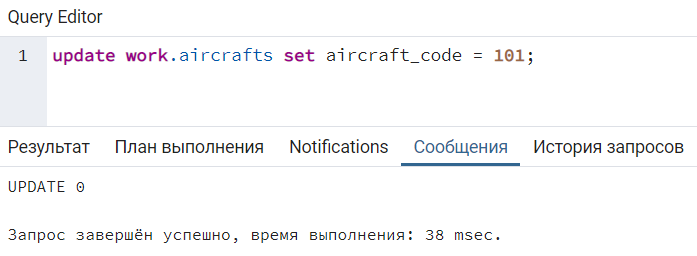 Query Editor
1 update work.aircrafts set aircraft_code = 101;
Результат План выполнения Notifications Сообщения История запросов
UPDATE 0
Запрос завершён успешно, время выполнения: 38 msec.